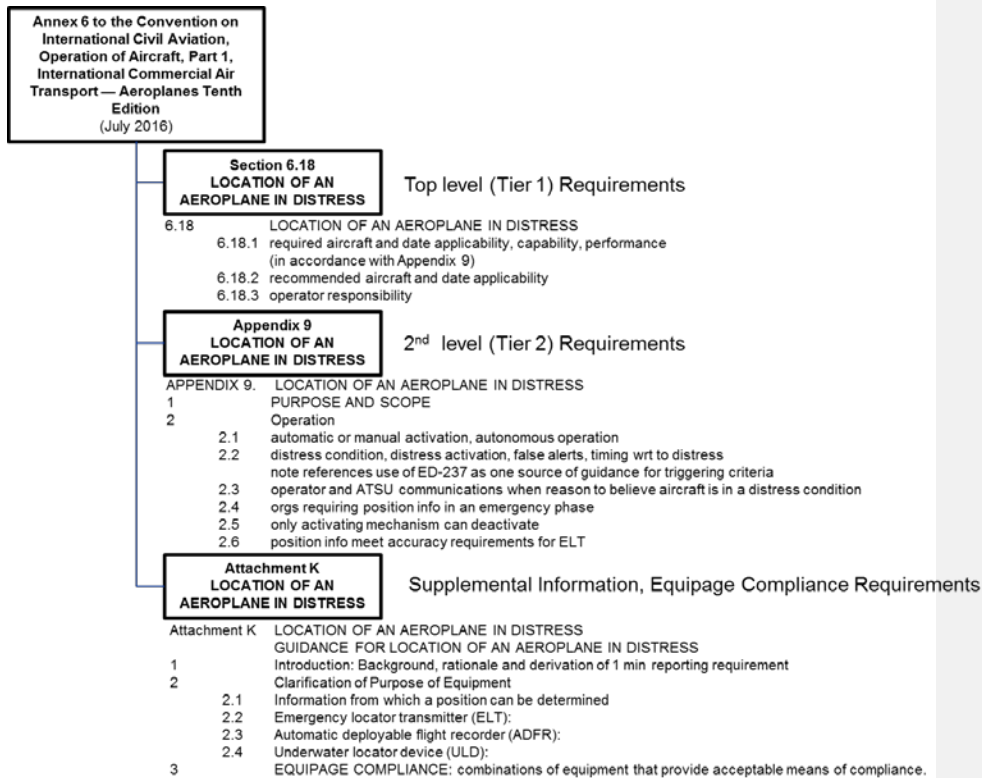 Annex 6 to the Convention on
International Civil Aviation,
Operation of Aircraft, Part 1,
International Commercial Air
Transport — Aeroplanes Tenth
Edition
(July 2016)
Section 6.18
LOCATION OF AN
AEROPLANE IN DISTRESS
Top level (Tier 1) Requirements
6.18 LOCATION OF AN AEROPLANE IN DISTRESS
6.18.1 required aircraft and date applicability, capability, performance
(in accordance with Appendix 9)
6.18.2 recommended aircraft and date applicability
6.18.3 operator responsibility
Appendix 9
LOCATION OF AN
AEROPLANE IN DISTRESS
2nd level (Tier 2) Requirements
APPENDIX 9. LOCATION OF AN AEROPLANE IN DISTRESS
1 PURPOSE AND SCOPE
2 Operation
2.1 automatic or manual activation, autonomous operation
2.2 distress condition, distress activation, false alerts, timing wrt to distress
note references use of ED-237 as one source of guidance for triggering criteria
2.3 operator and ATSU communications when reason to believe aircraft is in a distress condition
2.4 orgs requiring position info in an emergency phase
2.5 only activating mechanism can deactivate
2.6 position info meet accuracy requirements for ELT
Attachment K
LOCATION OF AN
AEROPLANE IN DISTRESS
Supplemental Information, Equipage Compliance Requirements
Attachment K LOCATION OF AN AEROPLANE IN DISTRESS
GUIDANCE FOR LOCATION OF AN AEROPLANE IN DISTRESS
1 Introduction: Background, rationale and derivation of 1 min reporting requirement
2 Clarification of Purpose of Equipment
2.1 Information from which a position can be determined
2.2 Emergency locator transmitter (ELT):
2.3 Automatic deployable flight recorder (ADFR):
2.4 Underwater locator device (ULD):
3 EQUIPAGE COMPLIANCE: combinations of equipment that provide acceptable means of compliance.